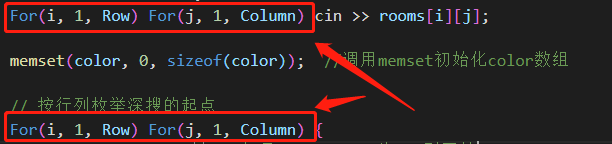 For(i, 1, Row) For(j, 1, Column) cin >> rooms[i][j];
memset(color, 0, sizeof(color));  //调用memset初始化color数组
// 按行列枚举深搜的起点
For(i, 1, Row) For(j, 1, Column) {